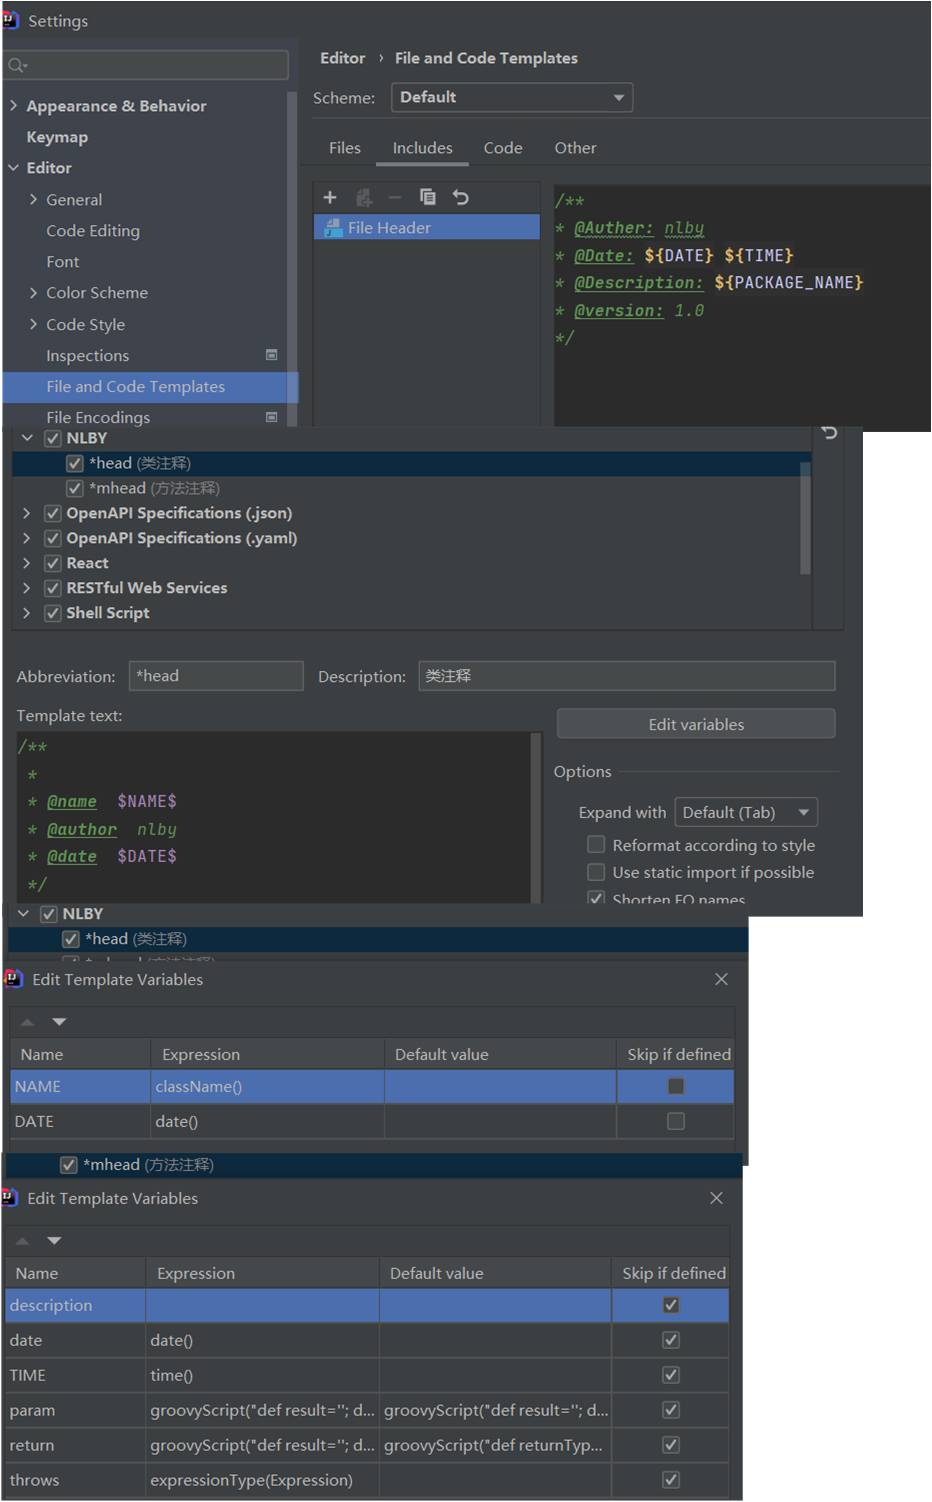 Settings
Editor › File and Code Templates
Scheme: Default
Appearance & Behavior
Keymap
Editor
General
Code Editing
Font
Color Scheme
Code Style
Inspections
File and Code Templates
File Encodings
Files Includes Code Other
File Header
/**
* @Auther: nlby
* @Date: ${DATE} ${TIME}
* @Description: ${PACKAGE_NAME}
* @version: 1.0
*/
NLBY
*head (类注释)
*mhead (方法注释)
OpenAPI Specifications (.json)
OpenAPI Specifications (.yaml)
React
RESTful Web Services
Shell Script
Abbreviation: *head Description: 类注释
Template text:
Edit variables
/**
*
* @name $NAME$
* @author nlby
* @date $DATE$
*/
Options
Expand with Default (Tab)
Reformat according to style
Use static import if possible
Shorten FQ names
NLBY
*head (类注释)
Edit Template Variables
Name Expression Default value Skip if defined
NAME className()
DATE date()
*mhead (方法注释)
Edit Template Variables
Name Expression Default value Skip if defined
description
date date()
TIME time()
param groovyScript("def result=''; d... groovyScript("def result=''; d...
return groovyScript("def result=''; d... groovyScript("def returnTyp...
throws expressionType(Expression)